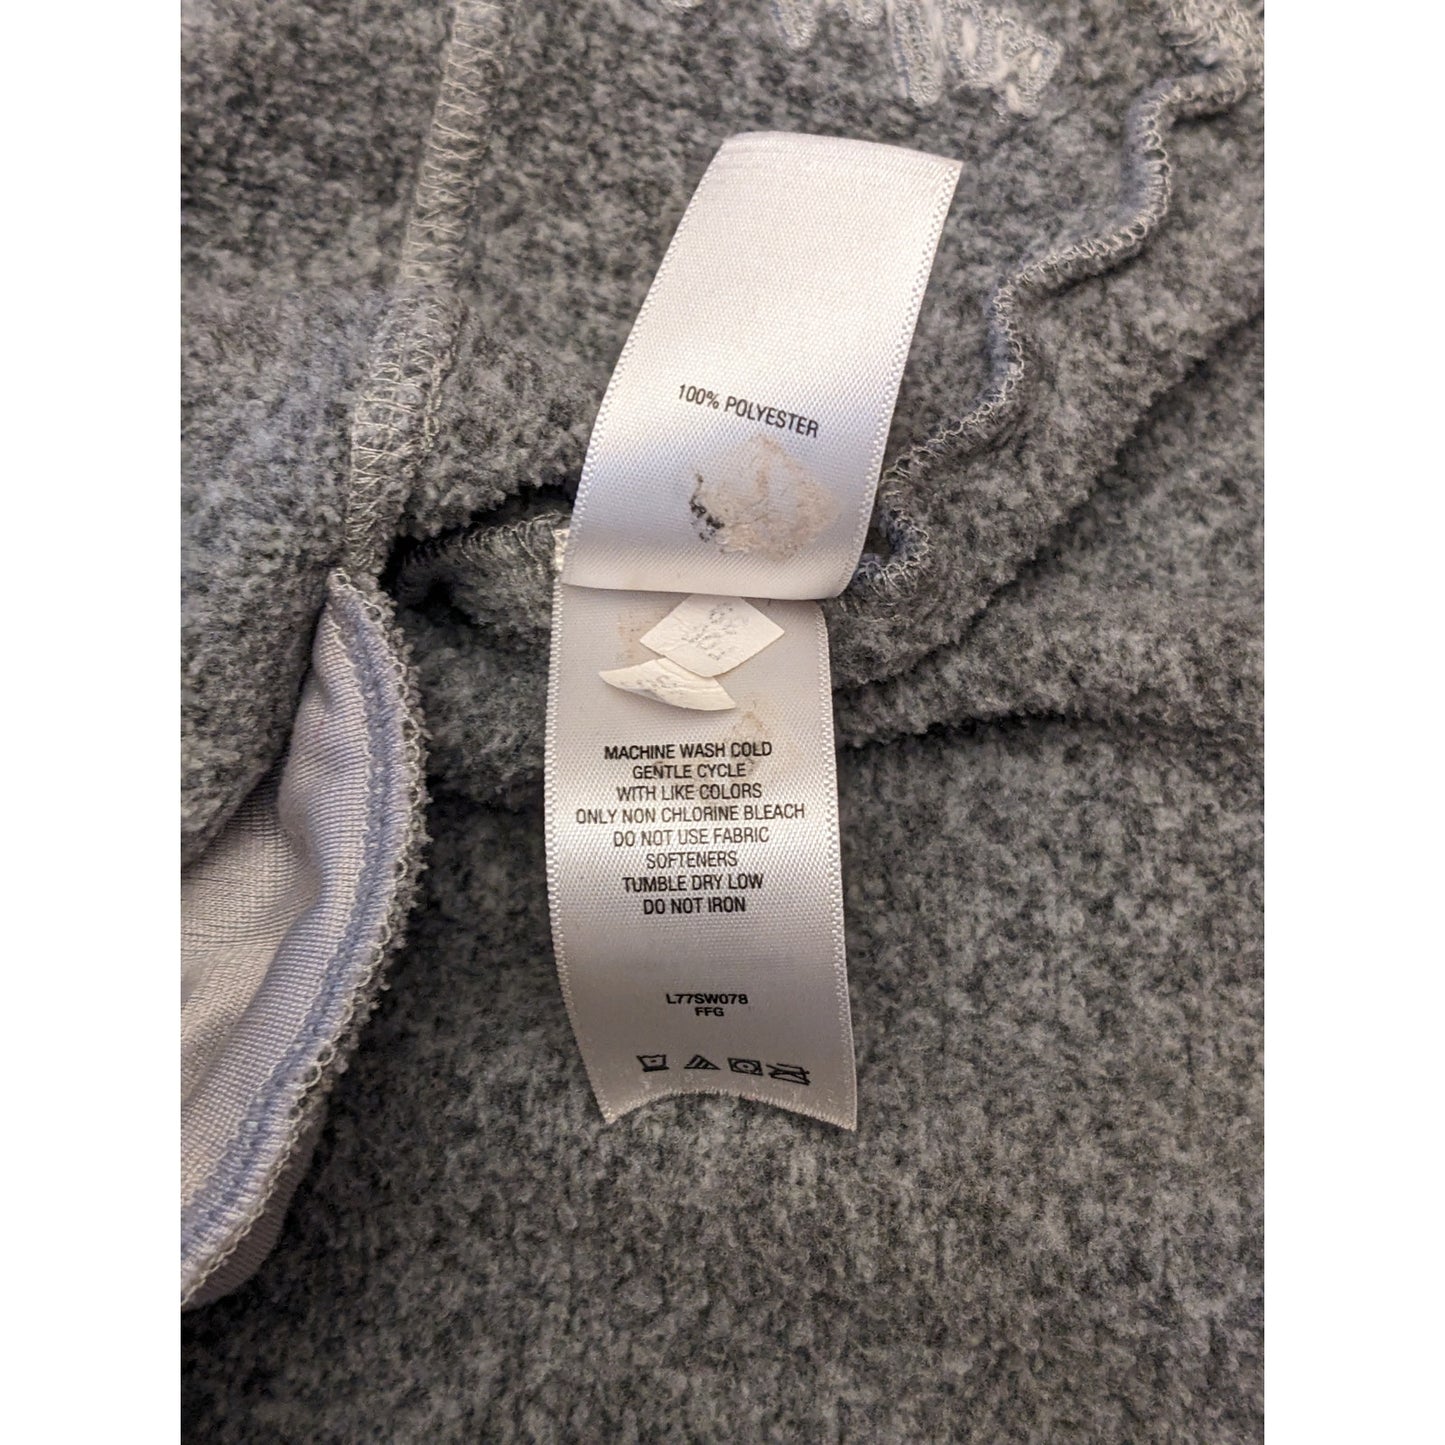 100% POLYESTER
MACHINE WASH COLD
GENTLE CYCLE
WITH LIKE COLORS
ONLY NON CHLORINE BLEACH
DO NOT USE FABRIC
SOFTENERS
TUMBLE DRY LOW
DO NOT IRON
L77SW078
FFG